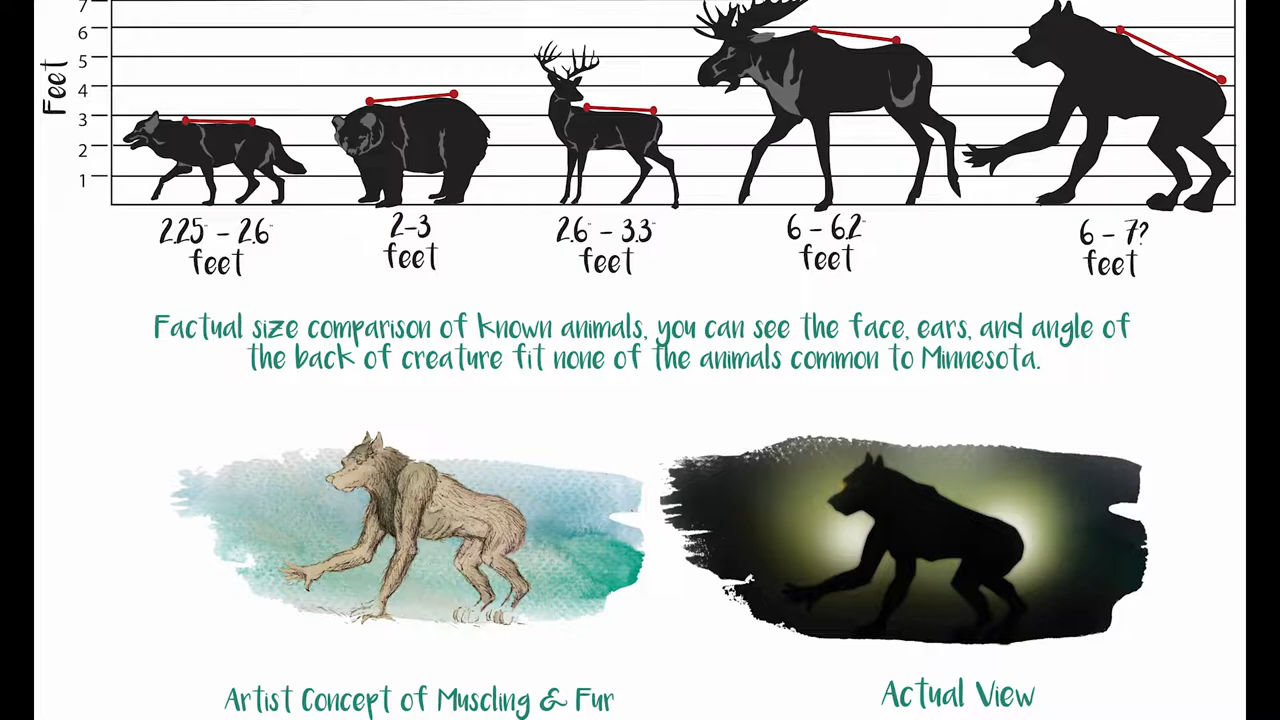 7
6
5
4
3
2
1
Feet
2.25" – 2.6"
feet
2–3
feet
2.6" – 3.3"
feet
6 – 6.2"
feet
6 – 7?
feet
Factual size comparison of known animals, you can see the face, ears, and angle of
the back of creature fit none of the animals common to Minnesota.
Artist Concept of Muscling & Fur
Actual View